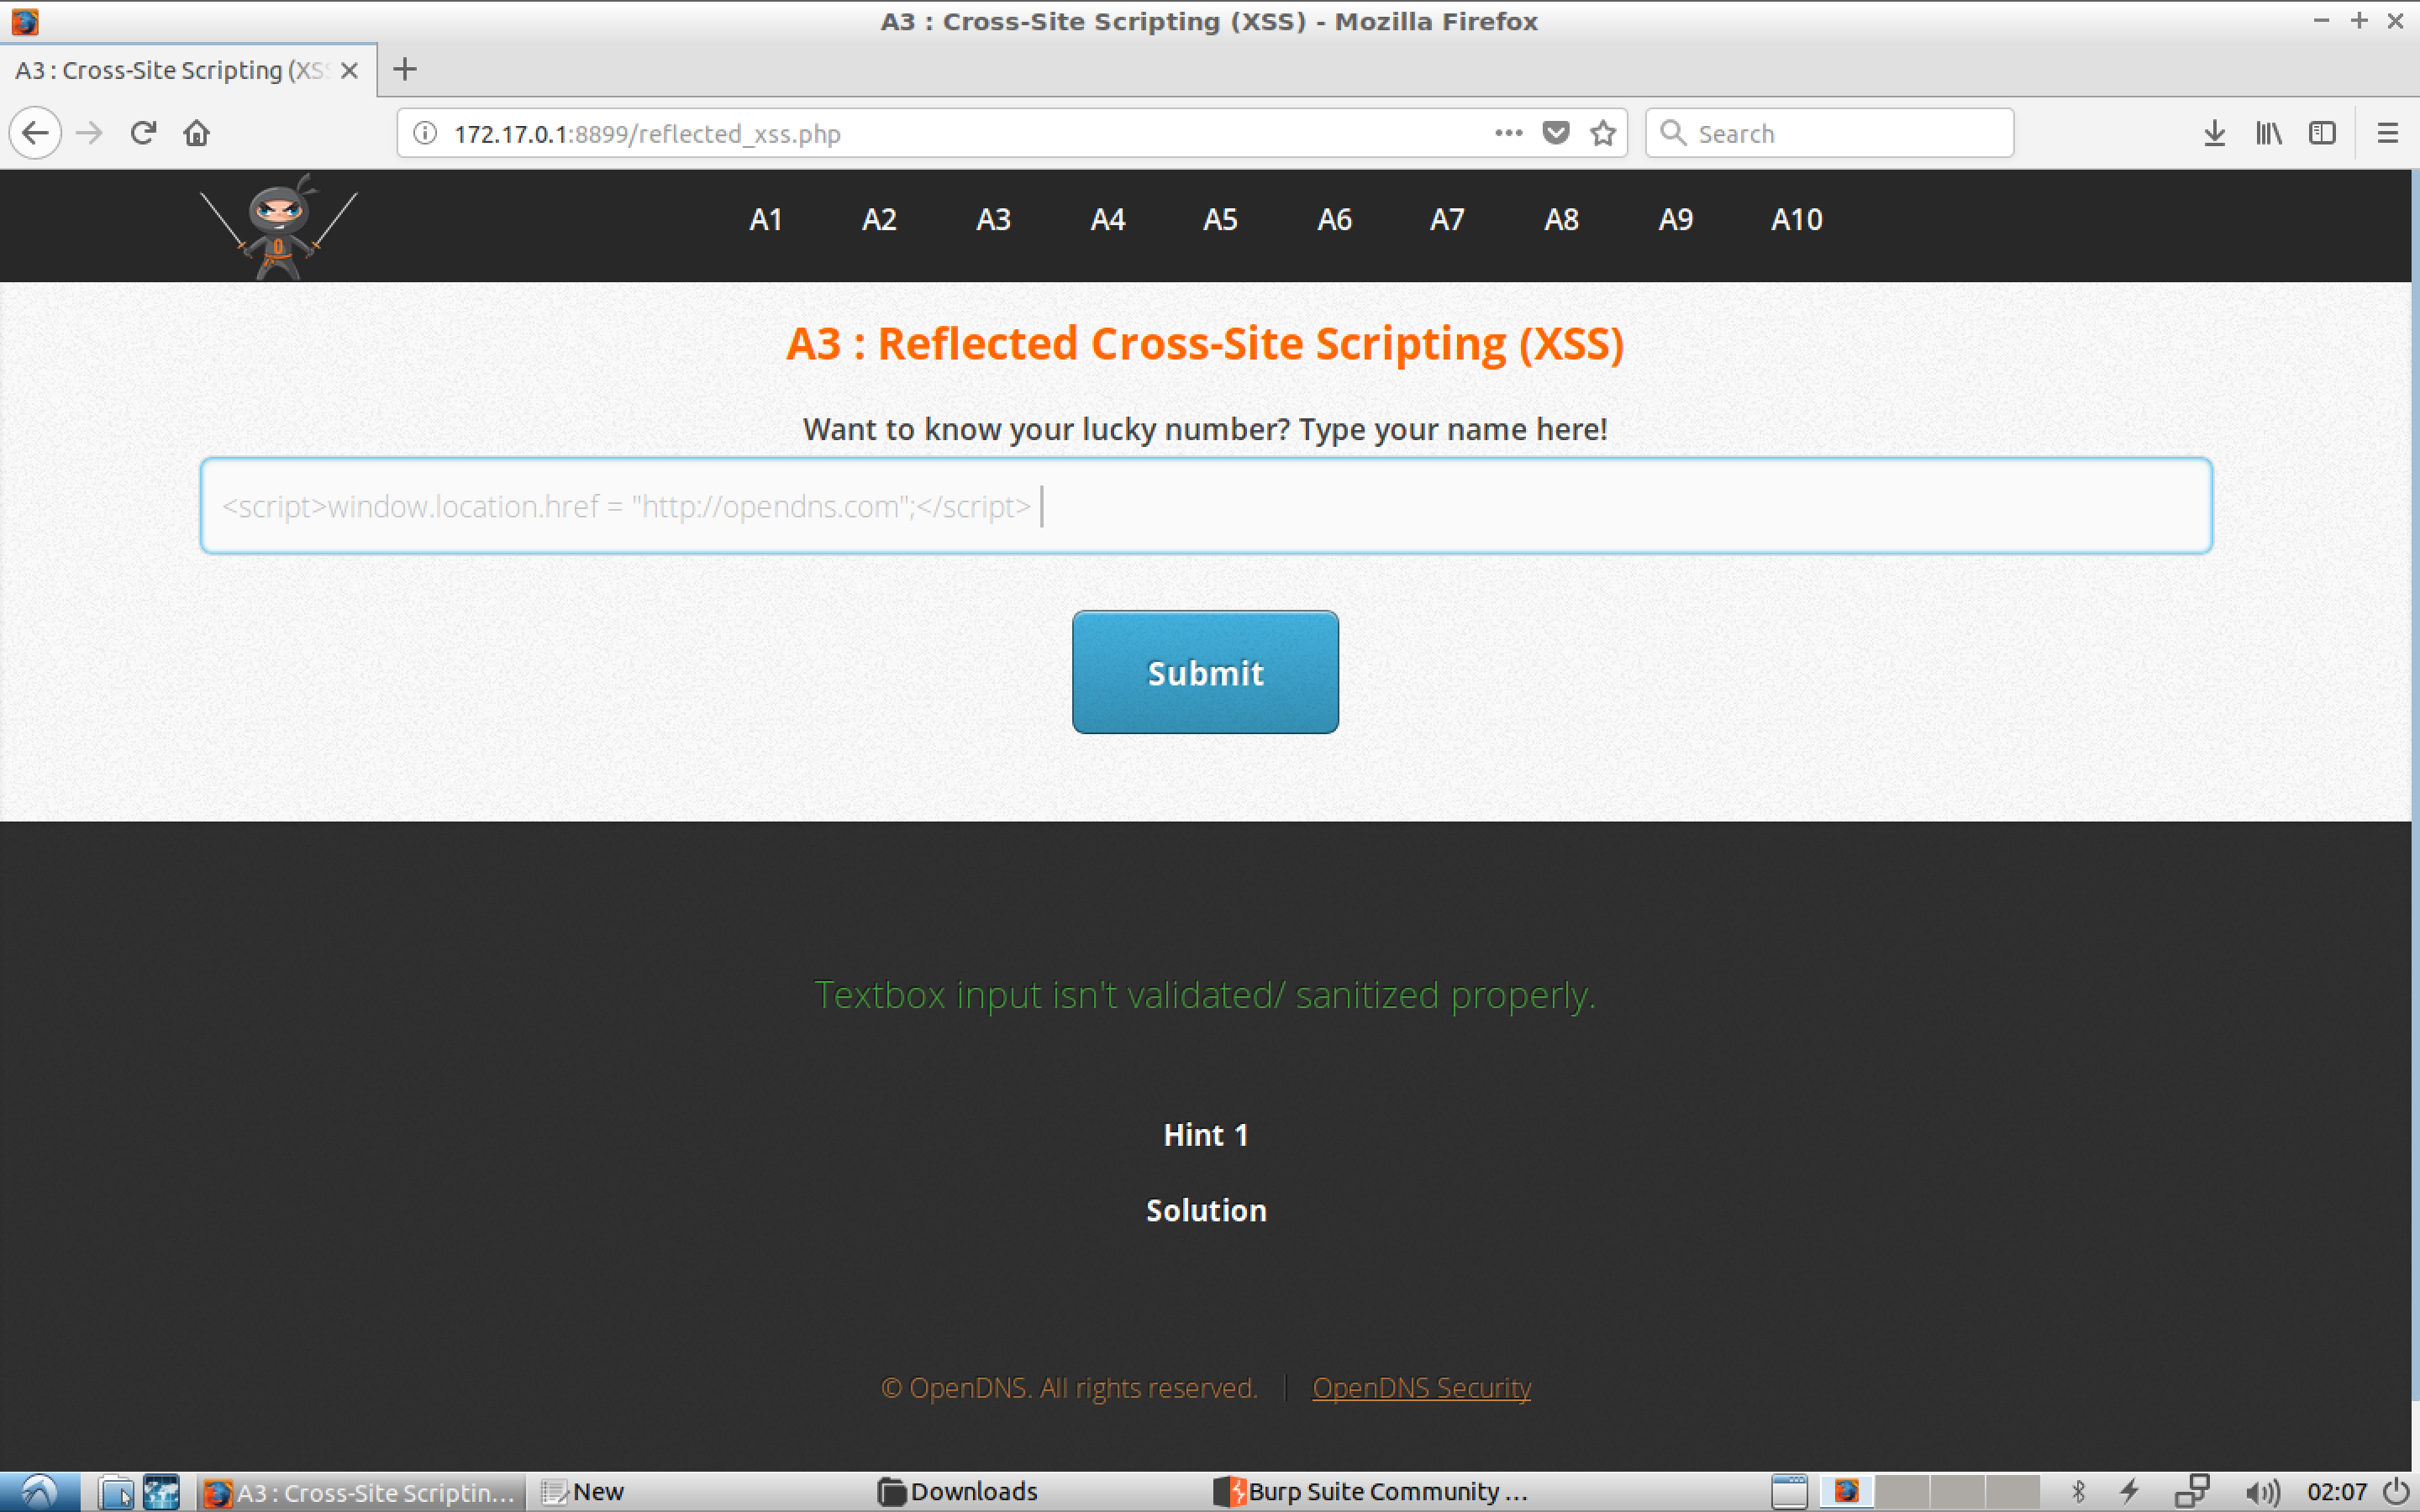 A3 : Cross-Site Scripting (XSS) - Mozilla Firefox
A3 : Cross-Site Scripting (XSS
172.17.0.1:8899/reflected_xss.php
Search
A1 A2 A3 A4 A5 A6 A7 A8 A9 A10
A3 : Reflected Cross-Site Scripting (XSS)
Want to know your lucky number? Type your name here!
<script>window.location.href = "http://opendns.com";</script>
Submit
Textbox input isn't validated/ sanitized properly.
Hint 1
Solution
© OpenDNS. All rights reserved. | OpenDNS Security
A3 : Cross-Site Scriptin... New Downloads Burp Suite Community ... 02:07